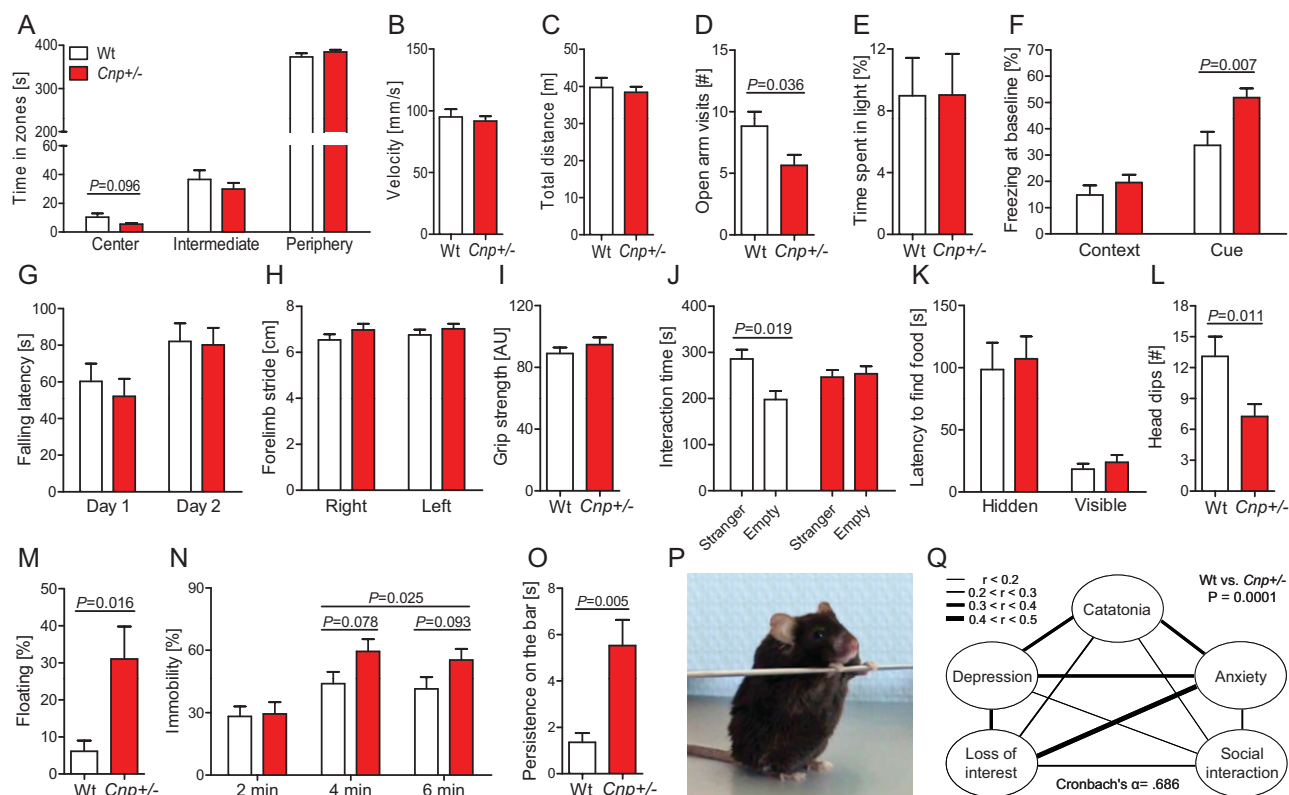 A
Time in zones [s]
400
300
200
60
40
20
0
Wt
Cnp+/-
P=0.096
Center Intermediate Periphery
B
Velocity [mm/s]
150
100
50
0
Wt Cnp+/-
C
Total distance [m]
60
40
20
0
Wt Cnp+/-
D
Open arm visits [#]
15
10
5
0
P=0.036
Wt Cnp+/-
E
Time spent in light [%]
12
8
4
0
Wt Cnp+/-
F
Freezing at baseline [%]
70
60
50
40
30
20
10
0
P=0.007
Context Cue
G
Falling latency [s]
100
80
60
40
20
0
Day 1 Day 2
H
Forelimb stride [cm]
8
6
4
2
0
Right Left
I
Grip strength [AU]
120
80
40
0
Wt Cnp+/-
J
Interaction time [s]
400
300
200
100
0
P=0.019
Stranger Empty Stranger Empty
K
Latency to find food [s]
150
100
50
0
Hidden Visible
L
Head dips [#]
18
15
12
9
6
3
0
P=0.011
Wt Cnp+/-
M
Floating [%]
50
40
30
20
10
0
P=0.016
Wt Cnp+/-
N
Immobility [%]
90
60
30
0
P=0.025
P=0.078 P=0.093
2 min 4 min 6 min
O
Persistence on the bar [s]
8
6
4
2
0
P=0.005
Wt Cnp+/-
P
Q
r < 0.2
0.2 < r < 0.3
0.3 < r < 0.4
0.4 < r < 0.5
Wt vs. Cnp+/-
P = 0.0001
Catatonia
Depression
Anxiety
Loss of
interest
Social
interaction
Cronbach's α= .686